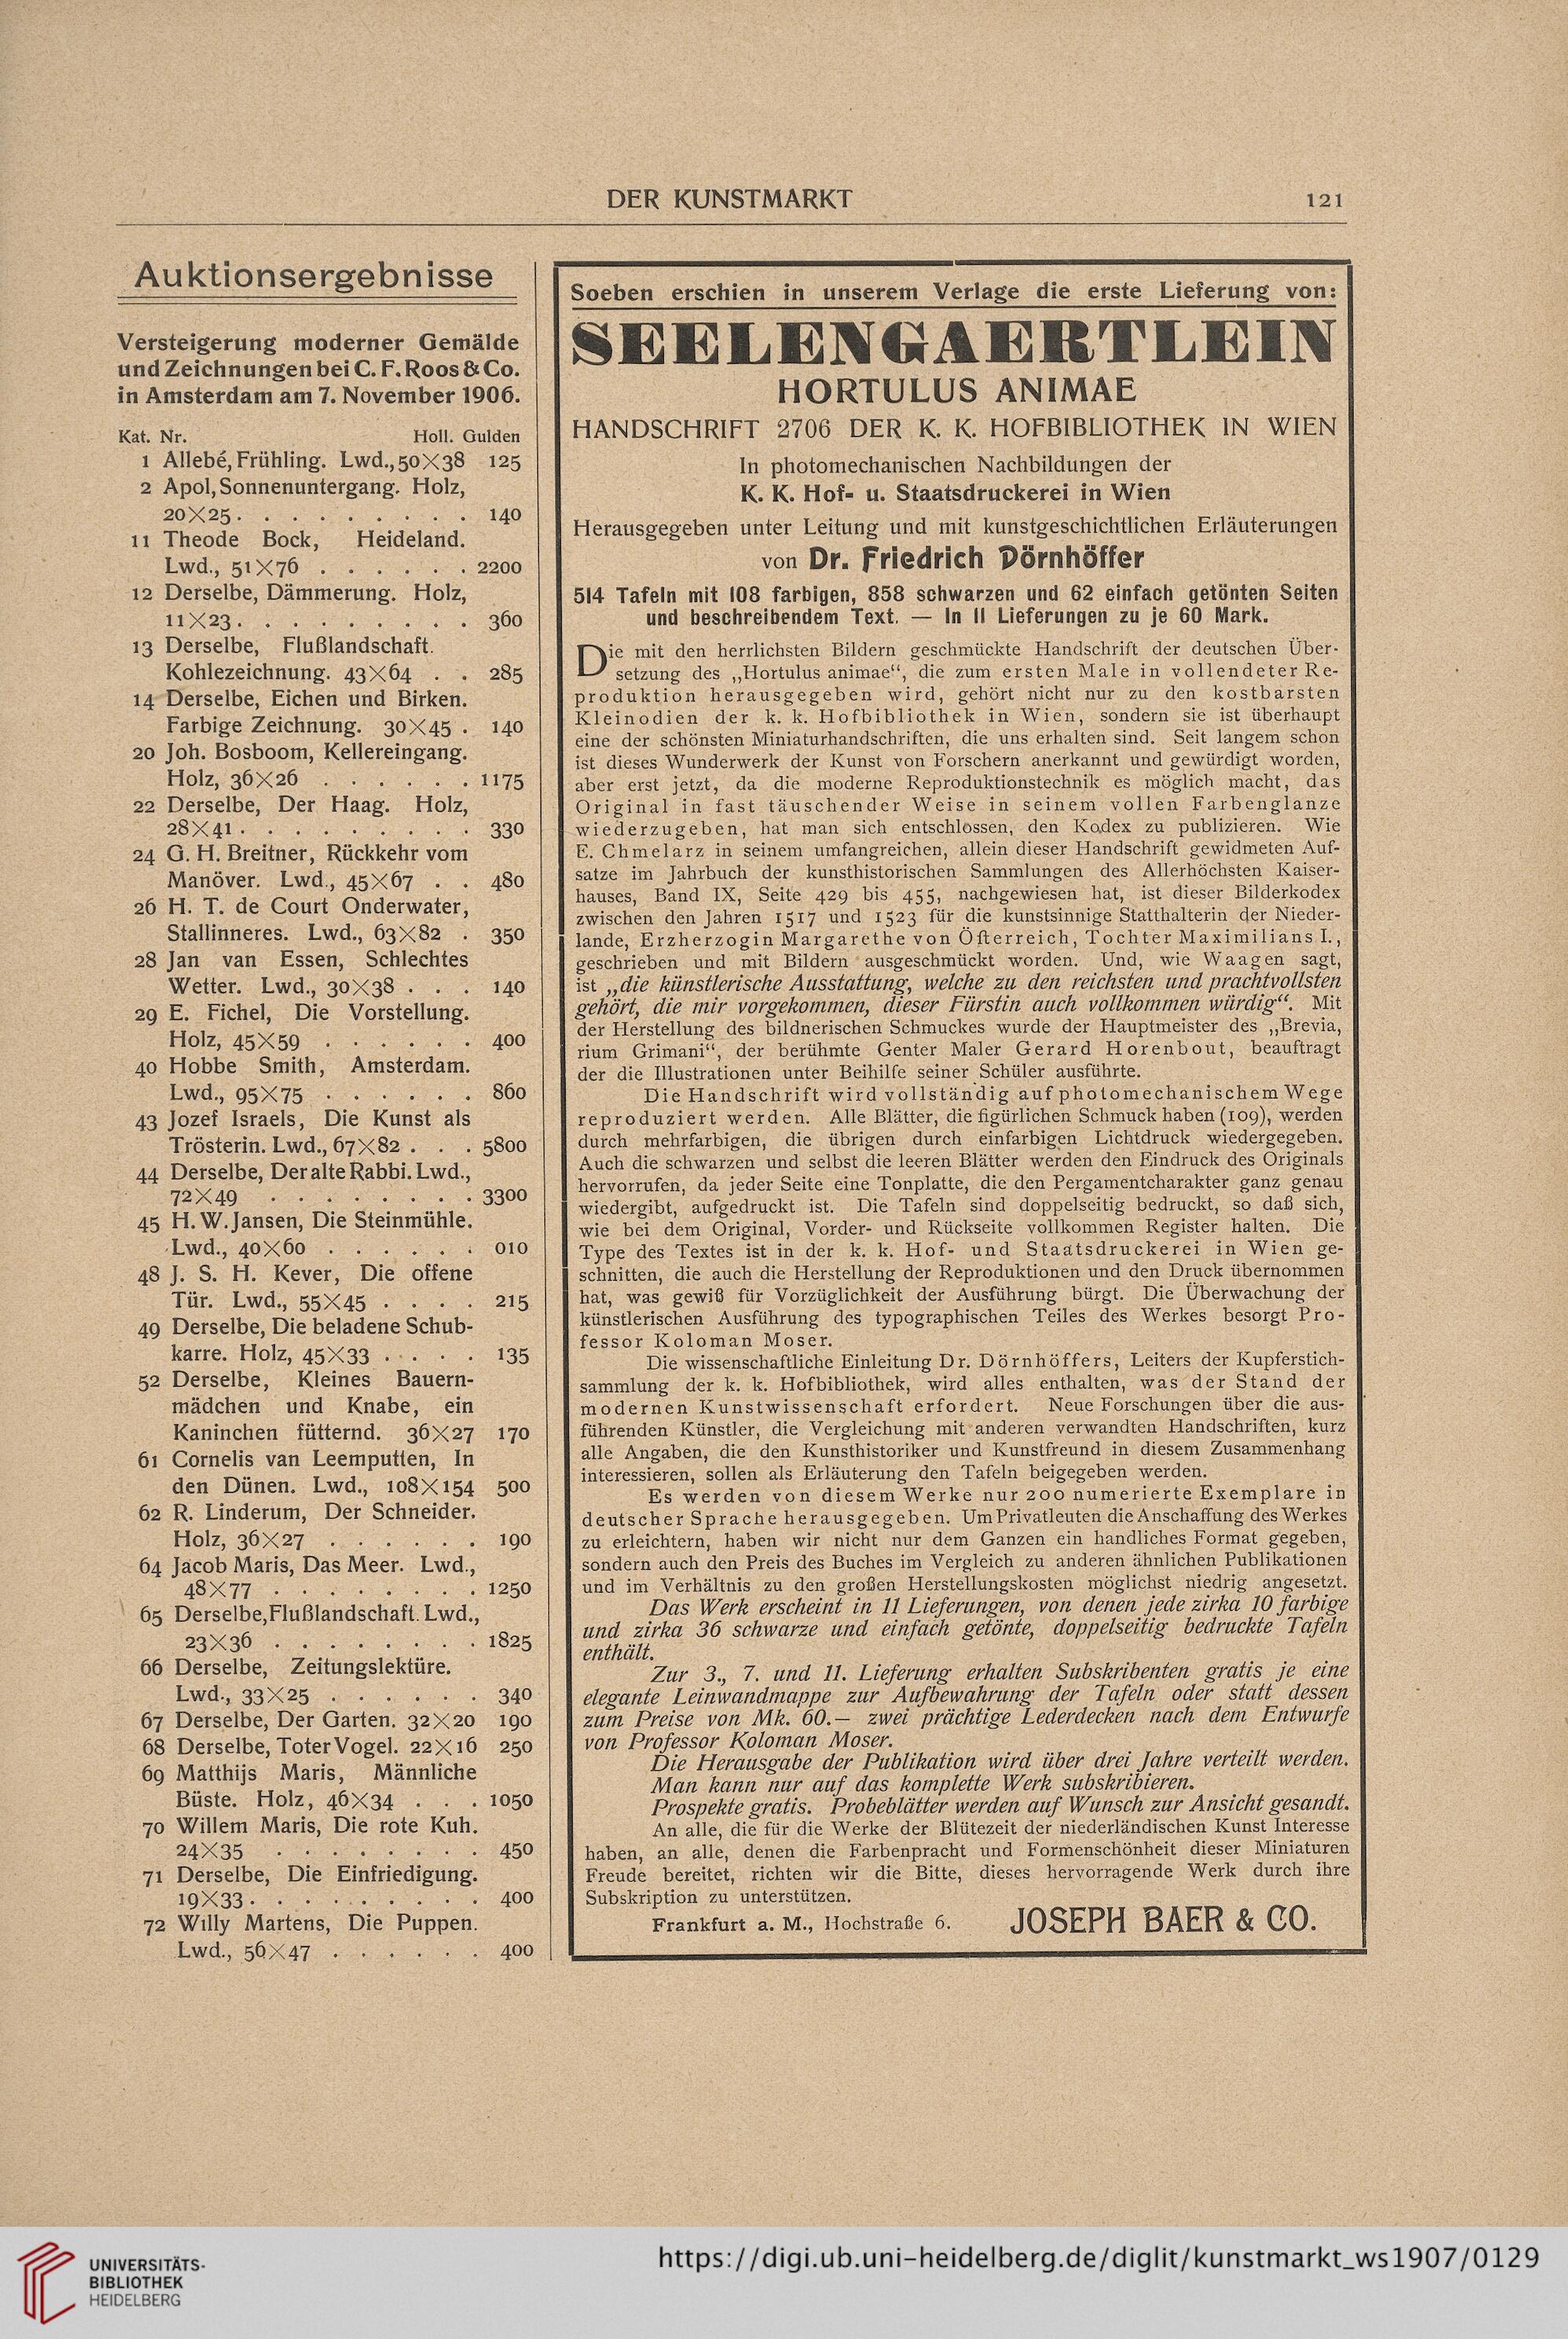 DER KUNSTMARKT 121
Auktionsergebnisse
Versteigerung moderner Gemälde
und Zeichnungen bei C. F. Roos & Co.
in Amsterdam am 7. November 1906.
Kat. Nr. Holl. Gulden
1 Allebé, Frühling. Lwd., 50×38 125
2 Apol, Sonnenuntergang. Holz,
20×25 . . . . . . . . . 140
11 Theode Bock, Heideland.
Lwd., 51×76 . . . . . . 2200
12 Derselbe, Dämmerung. Holz,
11×23 . . . . . . . . . 360
13 Derselbe, Flußlandschaft.
Kohlezeichnung. 43×64 . . 285
14 Derselbe, Eichen und Birken.
Farbige Zeichnung. 30×45 . 140
20 Joh. Bosboom, Kellereingang.
Holz, 36×26 . . . . . . 1175
22 Derselbe, Der Haag. Holz,
28×41 . . . . . . . . . 330
24 G. H. Breitner, Rückkehr vom
Manöver. Lwd., 45×67 . . 480
26 H. T. de Court Onderwater,
Stallinneres. Lwd., 63×82 . 350
28 Jan van Essen, Schlechtes
Wetter. Lwd., 30×38 . . . 140
29 E. Fichel, Die Vorstellung.
Holz, 45×59 . . . . . . 400
40 Hobbe Smith, Amsterdam.
Lwd., 95×75 . . . . . . 860
43 Jozef Israels, Die Kunst als
Trösterin. Lwd., 67×82 . . . 5800
44 Derselbe, Der alte Rabbi. Lwd.,
72×49 . . . . . . . . 3300
45 H. W. Jansen, Die Steinmühle.
Lwd., 40×60 . . . . . . 010
48 J. S. H. Kever, Die offene
Tür. Lwd., 55×45 . . . . 215
49 Derselbe, Die beladene Schub-
karre. Holz, 45×33 . . . . 135
52 Derselbe, Kleines Bauern-
mädchen und Knabe, ein
Kaninchen fütternd. 36×27 170
61 Cornelis van Leemputten, In
den Dünen. Lwd., 108×154 500
62 R. Linderum, Der Schneider.
Holz, 36×27 . . . . . . 190
64 Jacob Maris, Das Meer. Lwd.,
48×77 . . . . . . . . 1250
65 Derselbe, Flußlandschaft. Lwd.,
23×36 . . . . . . . . 1825
66 Derselbe, Zeitungslektüre.
Lwd., 33×25 . . . . . . 340
67 Derselbe, Der Garten. 32×20 190
68 Derselbe, Toter Vogel. 22×16 250
69 Matthijs Maris, Männliche
Büste. Holz, 46×34 . . . 1050
70 Willem Maris, Die rote Kuh.
24×35 . . . . . . . . 450
71 Derselbe, Die Einfriedigung.
19×33 . . . . . . . . . 400
72 Willy Martens, Die Puppen.
Lwd., 56×47 . . . . . . 400
Soeben erschien in unserem Verlage die erste Lieferung von:
SEELENGAERTLEIN
HORTULUS ANIMAE
HANDSCHRIFT 2706 DER K. K. HOFBIBLIOTHEK IN WIEN
In photomechanischen Nachbildungen der
K. K. Hof- u. Staatsdruckerei in Wien
Herausgegeben unter Leitung und mit kunstgeschichtlichen Erläuterungen
von Dr. Friedrich Dörnhöffer
514 Tafeln mit 108 farbigen, 858 schwarzen und 62 einfach getönten Seiten
und beschreibendem Text. — In 11 Lieferungen zu je 60 Mark.
Die mit den herrlichsten Bildern geschmückte Handschrift der deutschen Über-
setzung des „Hortulus animae“, die zum ersten Male in vollendeter Re-
produktion herausgegeben wird, gehört nicht nur zu den kostbarsten
Kleinodien der k. k. Hofbibliothek in Wien, sondern sie ist überhaupt
eine der schönsten Miniaturhandschriften, die uns erhalten sind. Seit langem schon
ist dieses Wunderwerk der Kunst von Forschern anerkannt und gewürdigt worden,
aber erst jetzt, da die moderne Reproduktionstechnik es möglich macht, das
Original in fast täuschender Weise in seinem vollen Farbenglanze
wiederzugeben, hat man sich entschlossen, den Kodex zu publizieren. Wie
E. Chmelarz in seinem umfangreichen, allein dieser Handschrift gewidmeten Auf-
satze im Jahrbuch der kunsthistorischen Sammlungen des Allerhöchsten Kaiser-
hauses, Band IX, Seite 429 bis 455, nachgewiesen hat, ist dieser Bilderkodex
zwischen den Jahren 1517 und 1523 für die kunstsinnige Statthalterin der Nieder-
lande, Erzherzogin Margarethe von Österreich, Tochter Maximilians I.,
geschrieben und mit Bildern ausgeschmückt worden. Und, wie Waagen sagt,
ist „die künstlerische Ausstattung, welche zu den reichsten und prachtvollsten
gehört, die mir vorgekommen, dieser Fürstin auch vollkommen würdig“. Mit
der Herstellung des bildnerischen Schmuckes wurde der Hauptmeister des „Brevia,
rium Grimani“, der berühmte Genter Maler Gerard Horenbout, beauftragt
der die Illustrationen unter Beihilfe seiner Schüler ausführte.
Die Handschrift wird vollständig auf photomechanischem Wege
reproduziert werden. Alle Blätter, die figürlichen Schmuck haben (109), werden
durch mehrfarbigen, die übrigen durch einfarbigen Lichtdruck wiedergegeben.
Auch die schwarzen und selbst die leeren Blätter werden den Eindruck des Originals
hervorrufen, da jeder Seite eine Tonplatte, die den Pergamentcharakter ganz genau
wiedergibt, aufgedruckt ist. Die Tafeln sind doppelseitig bedruckt, so daß sich,
wie bei dem Original, Vorder- und Rückseite vollkommen Register halten. Die
Type des Textes ist in der k. k. Hof- und Staatsdruckerei in Wien ge-
schnitten, die auch die Herstellung der Reproduktionen und den Druck übernommen
hat, was gewiß für Vorzüglichkeit der Ausführung bürgt. Die Überwachung der
künstlerischen Ausführung des typographischen Teiles des Werkes besorgt Pro-
fessor Koloman Moser.
Die wissenschaftliche Einleitung Dr. Dörnhöffers, Leiters der Kupferstich-
sammlung der k. k. Hofbibliothek, wird alles enthalten, was der Stand der
modernen Kunstwissenschaft erfordert. Neue Forschungen über die aus-
führenden Künstler, die Vergleichung mit anderen verwandten Handschriften, kurz
alle Angaben, die den Kunsthistoriker und Kunstfreund in diesem Zusammenhang
interessieren, sollen als Erläuterung den Tafeln beigegeben werden.
Es werden von diesem Werke nur 200 numerierte Exemplare in
deutscher Sprache herausgegeben. Um Privatleuten die Anschaffung des Werkes
zu erleichtern, haben wir nicht nur dem Ganzen ein handliches Format gegeben,
sondern auch den Preis des Buches im Vergleich zu anderen ähnlichen Publikationen
und im Verhältnis zu den großen Herstellungskosten möglichst niedrig angesetzt.
Das Werk erscheint in 11 Lieferungen, von denen jede zirka 10 farbige
und zirka 36 schwarze und einfach getönte, doppelseitig bedruckte Tafeln
enthält.
Zur 3., 7. und 11. Lieferung erhalten Subskribenten gratis je eine
elegante Leinwandmappe zur Aufbewahrung der Tafeln oder statt dessen
zum Preise von Mk. 60.— zwei prächtige Lederdecken nach dem Entwurfe
von Professor Koloman Moser.
Die Herausgabe der Publikation wird über drei Jahre verteilt werden.
Man kann nur auf das komplette Werk subskribieren.
Prospekte gratis. Probeblätter werden auf Wunsch zur Ansicht gesandt.
An alle, die für die Werke der Blütezeit der niederländischen Kunst Interesse
haben, an alle, denen die Farbenpracht und Formenschönheit dieser Miniaturen
Freude bereitet, richten wir die Bitte, dieses hervorragende Werk durch ihre
Subskription zu unterstützen.
Frankfurt a. M., Hochstraße 6. JOSEPH BAER & CO.
UNIVERSITÄTS-
BIBLIOTHEK
HEIDELBERG
https://digi.ub.uni-heidelberg.de/diglit/kunstmarkt_ws1907/0129